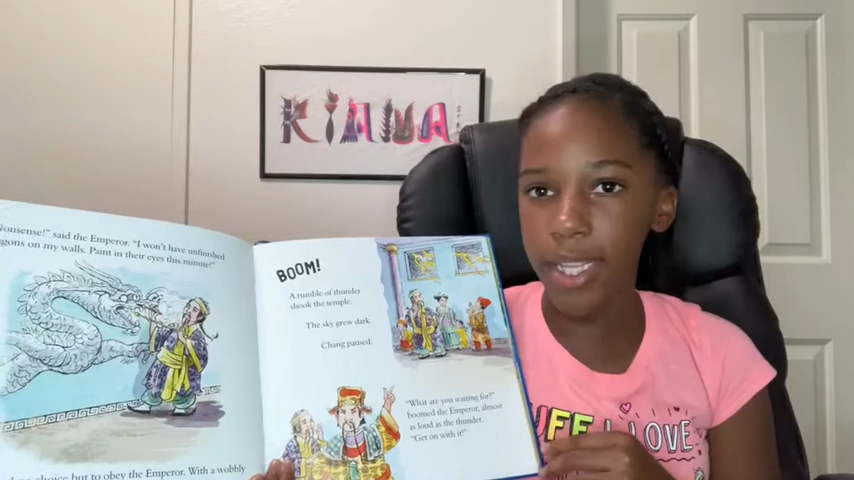 KIANA
Nonsense!" said the Emperor. "I won't have unfinished
on my walls. Paint in their eyes this minute!"
choice but to obey the Emperor. With a wobbly
BOOM!
A rumble of thunder
shook the temple.
The sky grew dark.
Chang paused.
"What are you waiting for?"
boomed the Emperor, almost
as loud as the thunder.
"Get on with it!"
LOVE